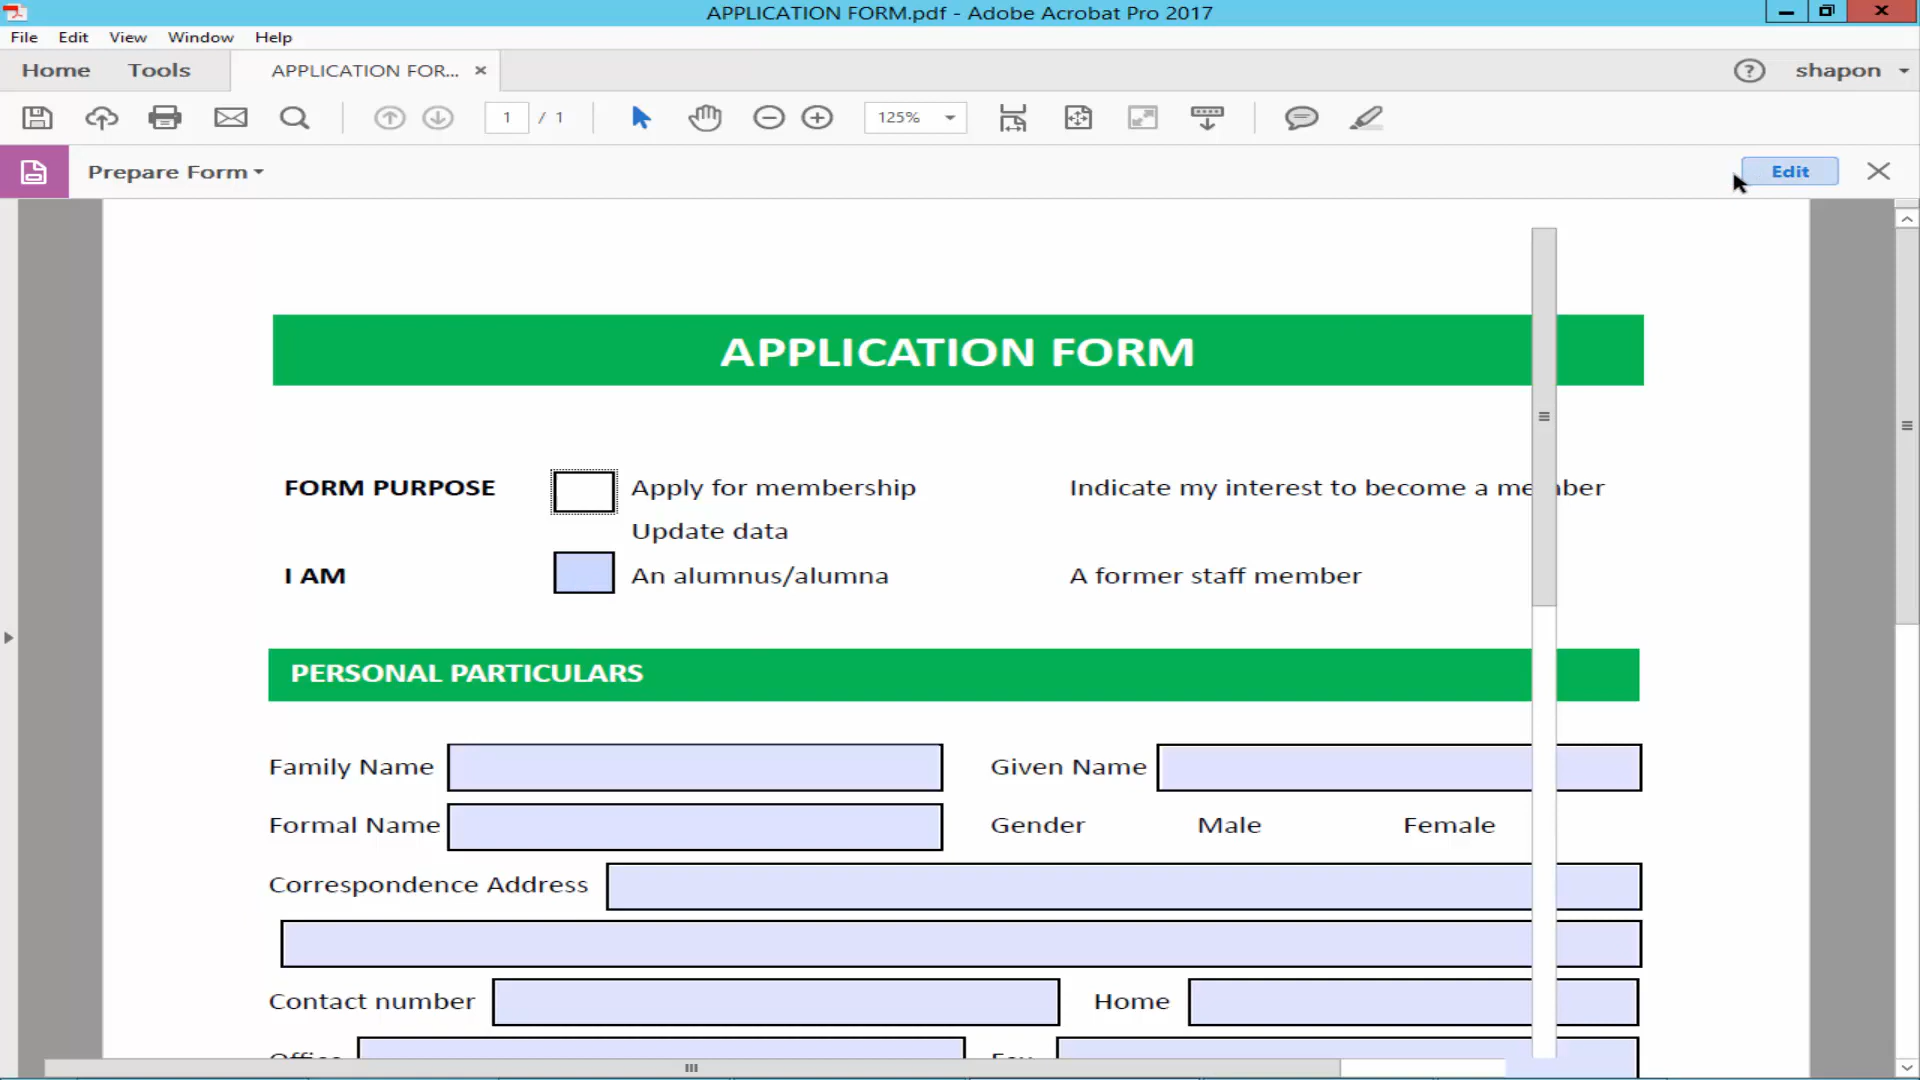 APPLICATION FORM.pdf - Adobe Acrobat Pro 2017
File Edit View Window Help
Home Tools APPLICATION FOR... shapon
1 / 1 125%
Prepare Form Edit
APPLICATION FORM
FORM PURPOSE Apply for membership Indicate my interest to become a member
Update data
I AM An alumnus/alumna A former staff member
PERSONAL PARTICULARS
Family Name Given Name
Formal Name Gender Male Female
Correspondence Address
Contact number Home
Office Fax